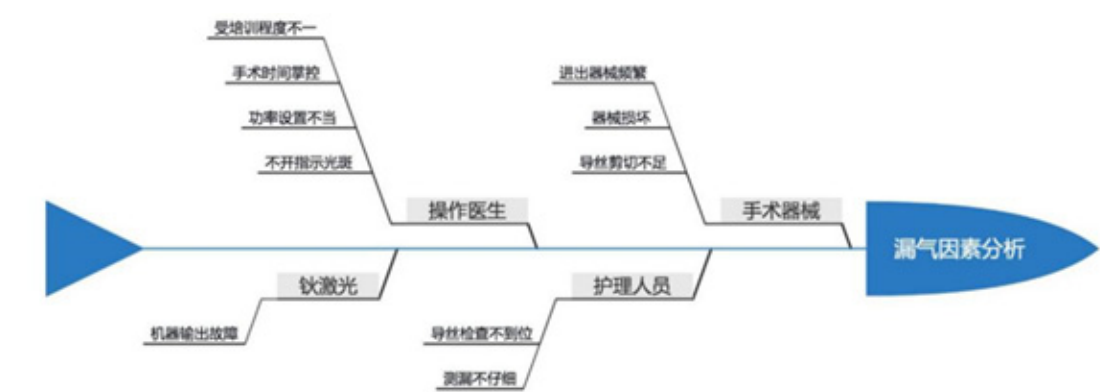 受培训程度不一
手术时间掌控
功率设置不当
不开指示光斑
操作医生
进出器械频繁
器械损坏
导丝剪切不足
手术器械
漏气因素分析
钬激光
机器输出故障
护理人员
导丝检查不到位
测漏不仔细